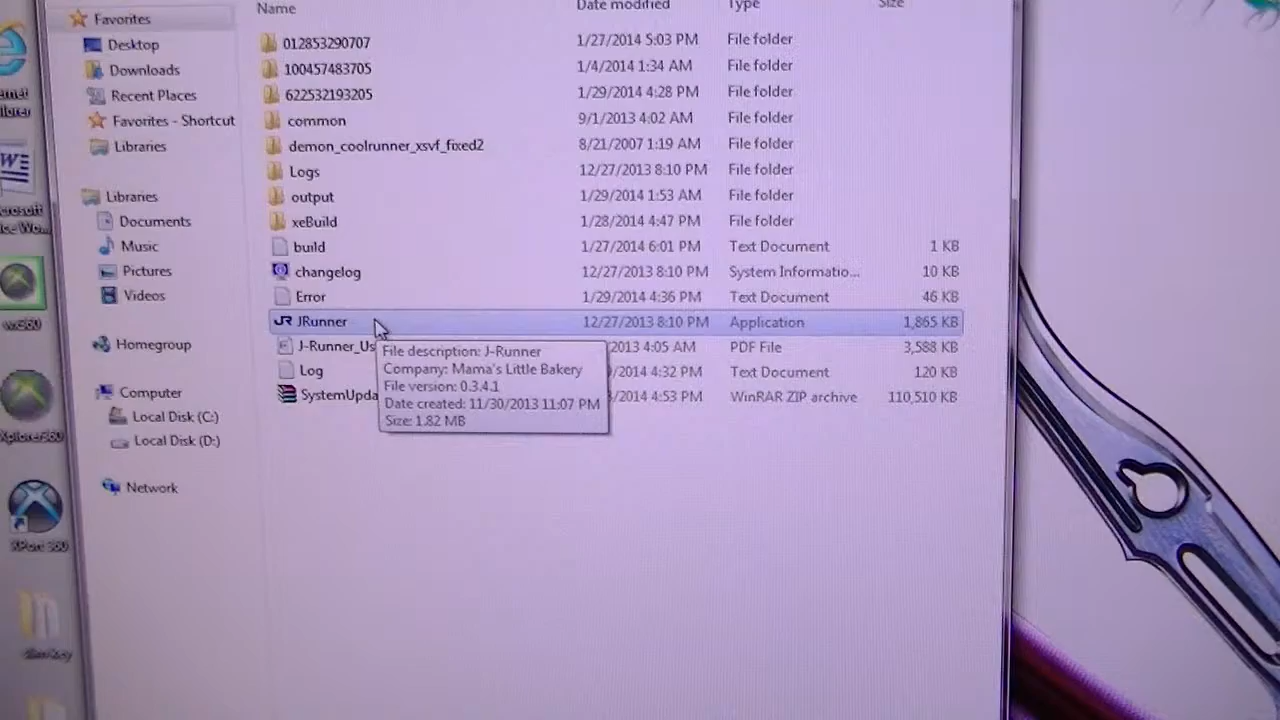 Name Date modified Type Size
Favorites
Desktop
Downloads
Recent Places
Favorites - Shortcut
Libraries
Libraries
Documents
Music
Pictures
Videos
Homegroup
Computer
Local Disk (C:)
Local Disk (D:)
Network
012853290707 1/27/2014 5:03 PM File folder
100457483705 1/4/2014 1:34 AM File folder
622532193205 1/29/2014 4:28 PM File folder
common 9/1/2013 4:02 AM File folder
demon_coolrunner_xsvf_fixed2 8/21/2007 1:19 AM File folder
Logs 12/27/2013 8:10 PM File folder
output 1/29/2014 1:53 AM File folder
xeBuild 1/28/2014 4:47 PM File folder
build 1/27/2014 6:01 PM Text Document 1 KB
changelog 12/27/2013 8:10 PM System Informatio... 10 KB
Error 1/29/2014 4:36 PM Text Document 46 KB
JR JRunner 12/27/2013 8:10 PM Application 1,865 KB
J-Runner_Us 2013 4:05 AM PDF File 3,588 KB
Log 4:32 PM Text Document 120 KB
SystemUpda 4:53 PM WinRAR ZIP archive 110,510 KB
File description: J-Runner
Company: Mama's Little Bakery
File version: 0.3.4.1
Date created: 11/30/2013 11:07 PM
Size: 1.82 MB